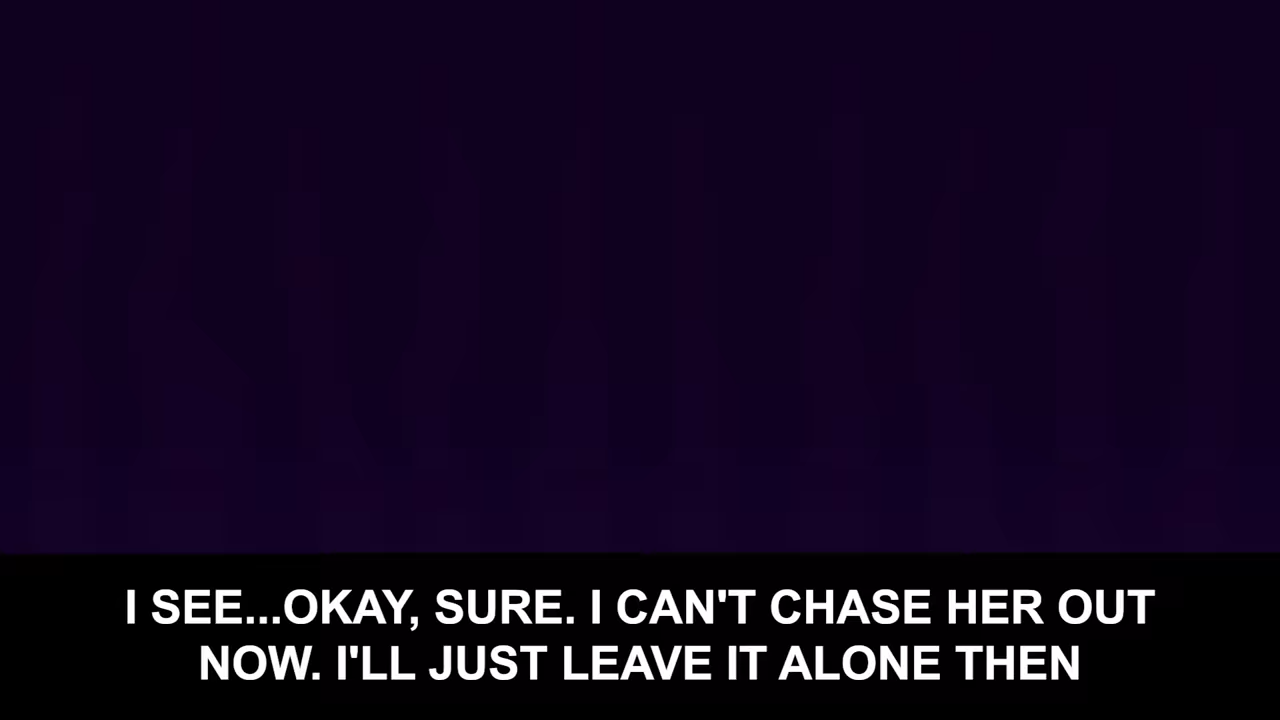 I SEE...OKAY, SURE. I CAN'T CHASE HER OUT
NOW. I'LL JUST LEAVE IT ALONE THEN